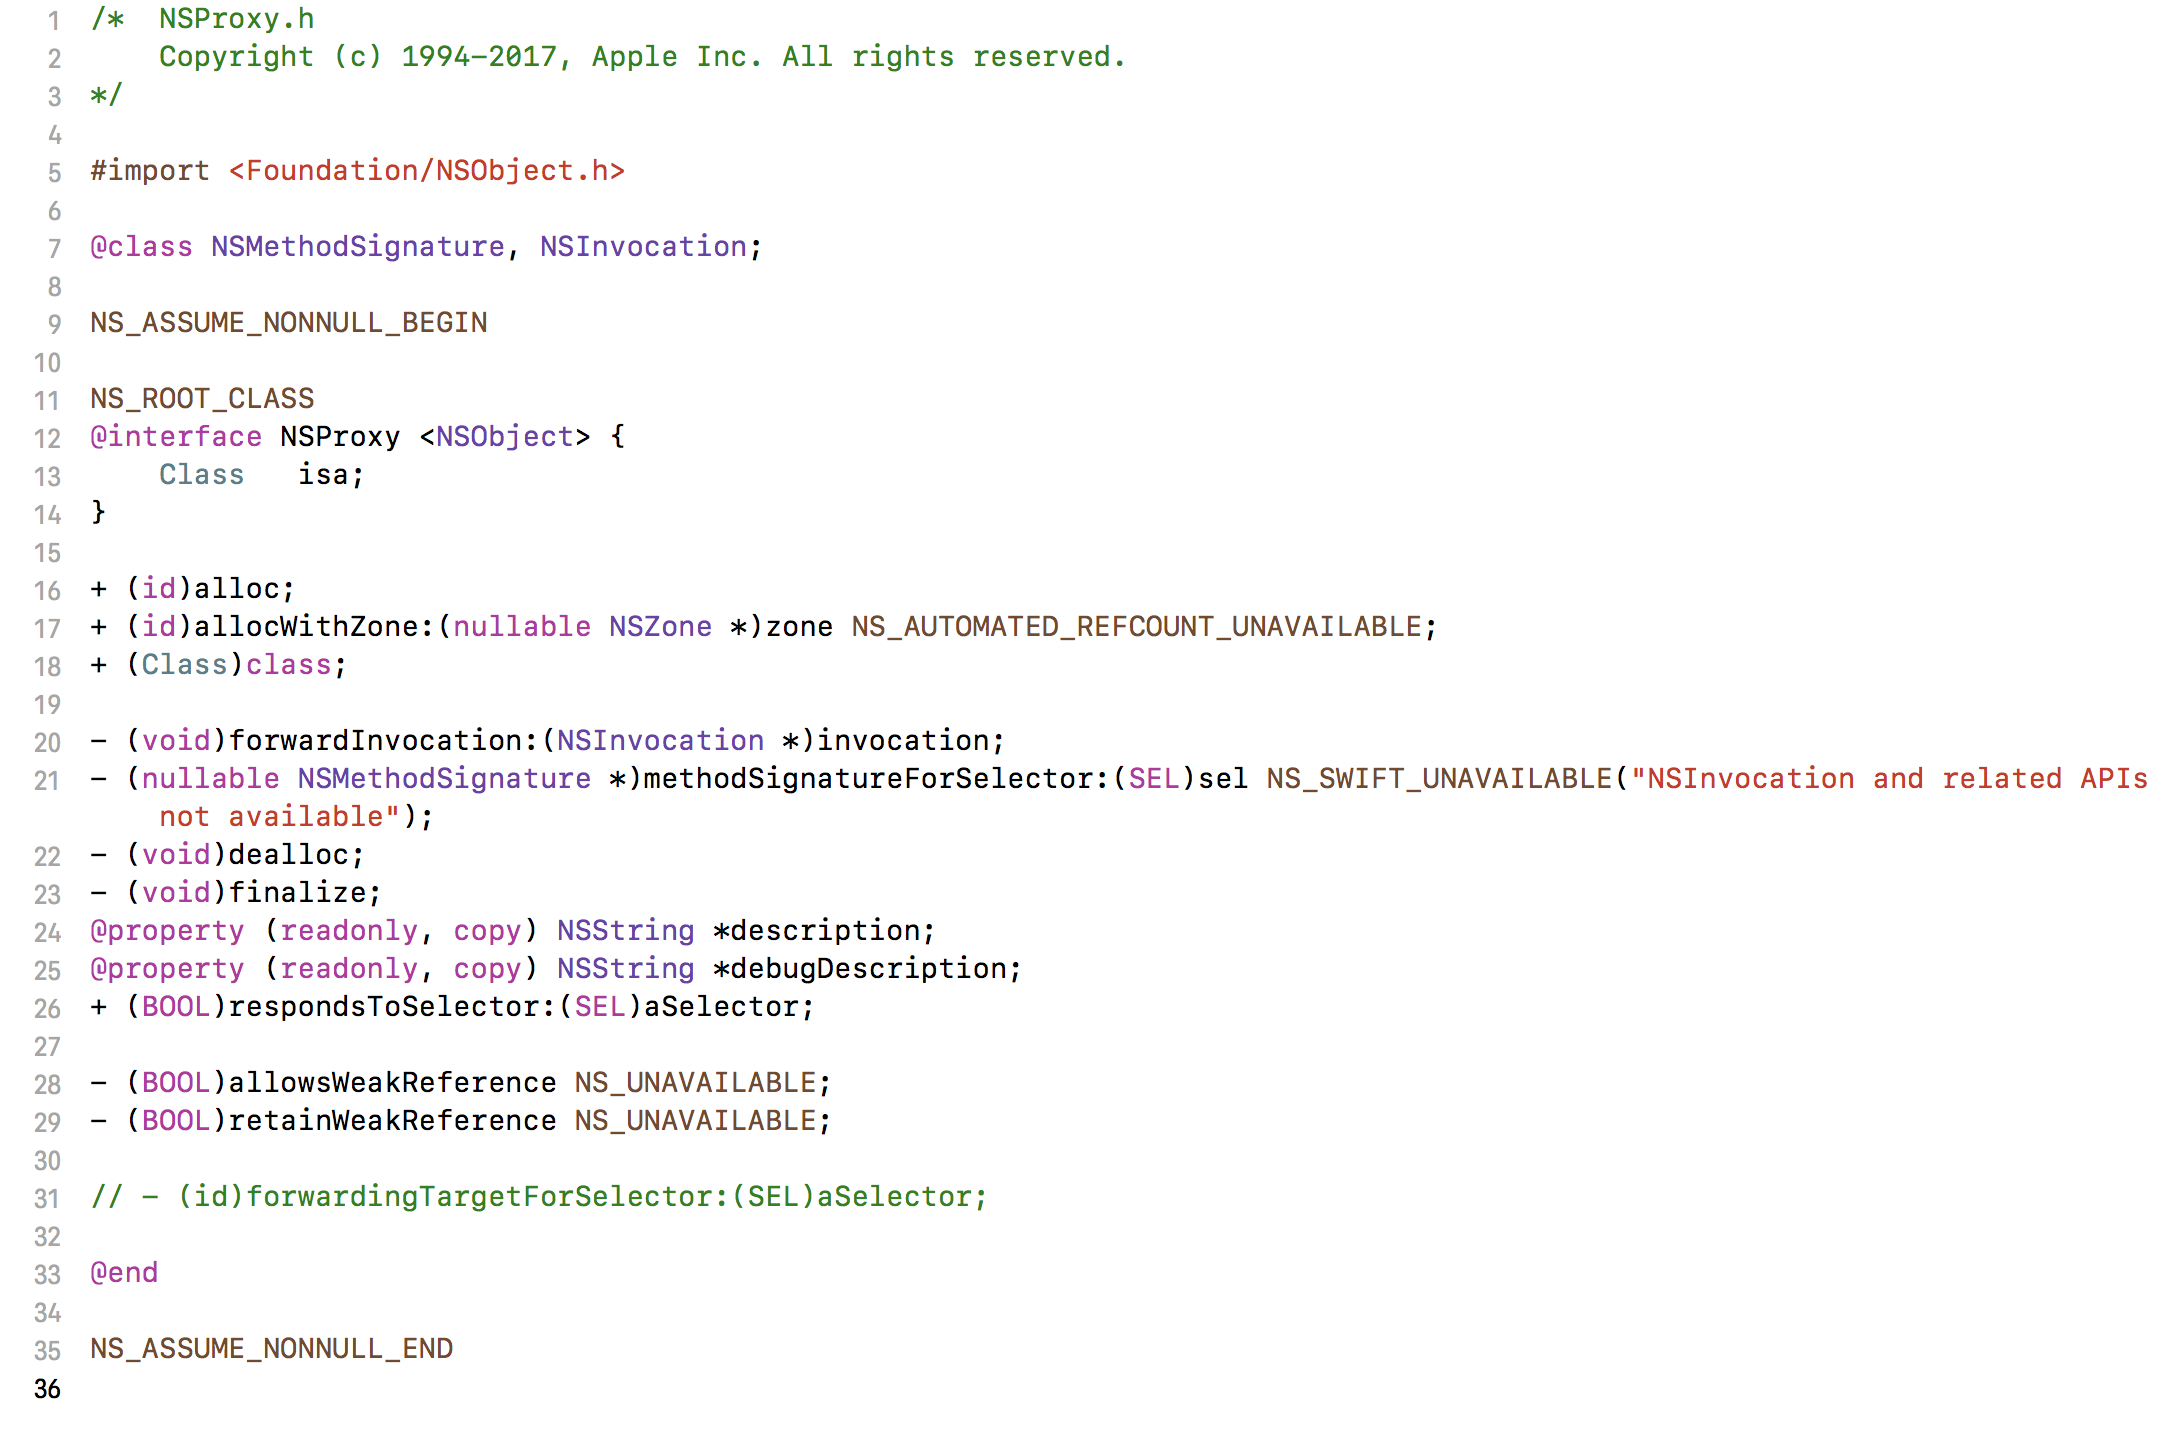 1 /*  NSProxy.h
2     Copyright (c) 1994-2017, Apple Inc. All rights reserved.
3 */
4
5 #import <Foundation/NSObject.h>
6
7 @class NSMethodSignature, NSInvocation;
8
9 NS_ASSUME_NONNULL_BEGIN
10
11 NS_ROOT_CLASS
12 @interface NSProxy <NSObject> {
13     Class   isa;
14 }
15
16 + (id)alloc;
17 + (id)allocWithZone:(nullable NSZone *)zone NS_AUTOMATED_REFCOUNT_UNAVAILABLE;
18 + (Class)class;
19
20 - (void)forwardInvocation:(NSInvocation *)invocation;
21 - (nullable NSMethodSignature *)methodSignatureForSelector:(SEL)sel NS_SWIFT_UNAVAILABLE("NSInvocation and related APIs
not available");
22 - (void)dealloc;
23 - (void)finalize;
24 @property (readonly, copy) NSString *description;
25 @property (readonly, copy) NSString *debugDescription;
26 + (BOOL)respondsToSelector:(SEL)aSelector;
27
28 - (BOOL)allowsWeakReference NS_UNAVAILABLE;
29 - (BOOL)retainWeakReference NS_UNAVAILABLE;
30
31 // - (id)forwardingTargetForSelector:(SEL)aSelector;
32
33 @end
34
35 NS_ASSUME_NONNULL_END
36